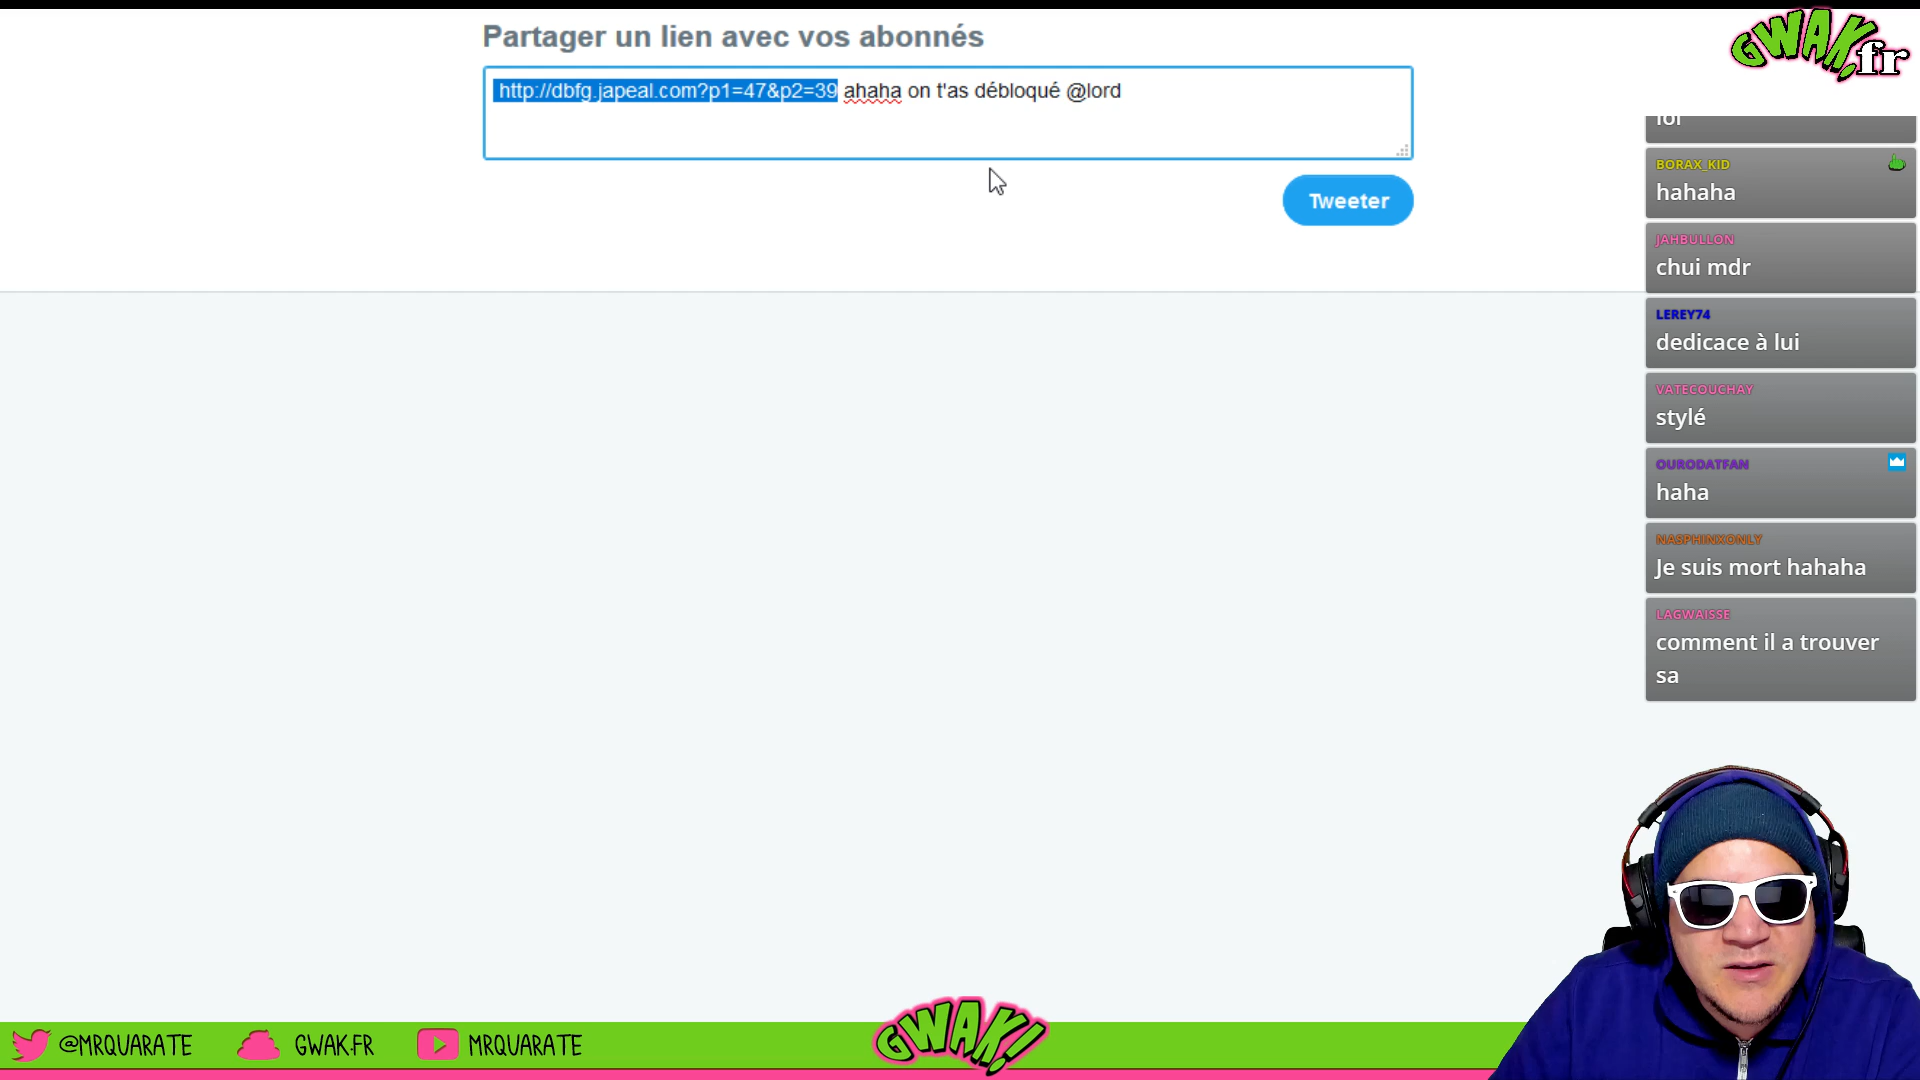 Partager un lien avec vos abonnés
http://dbfg.japeal.com?p1=47&p2=39 ahaha on t'as débloqué @lord
Tweeter
GWAK.fr
lol
BORAX_KID
hahaha
JAHBULLON
chui mdr
LEREY74
dedicace à lui
VATECOUCHAY
stylé
OURODATFAN
haha
NASPHINXONLY
Je suis mort hahaha
LAGWAISSE
comment il a trouver
sa
@MRQUARATE
GWAK.FR
MRQUARATE
GWAK!